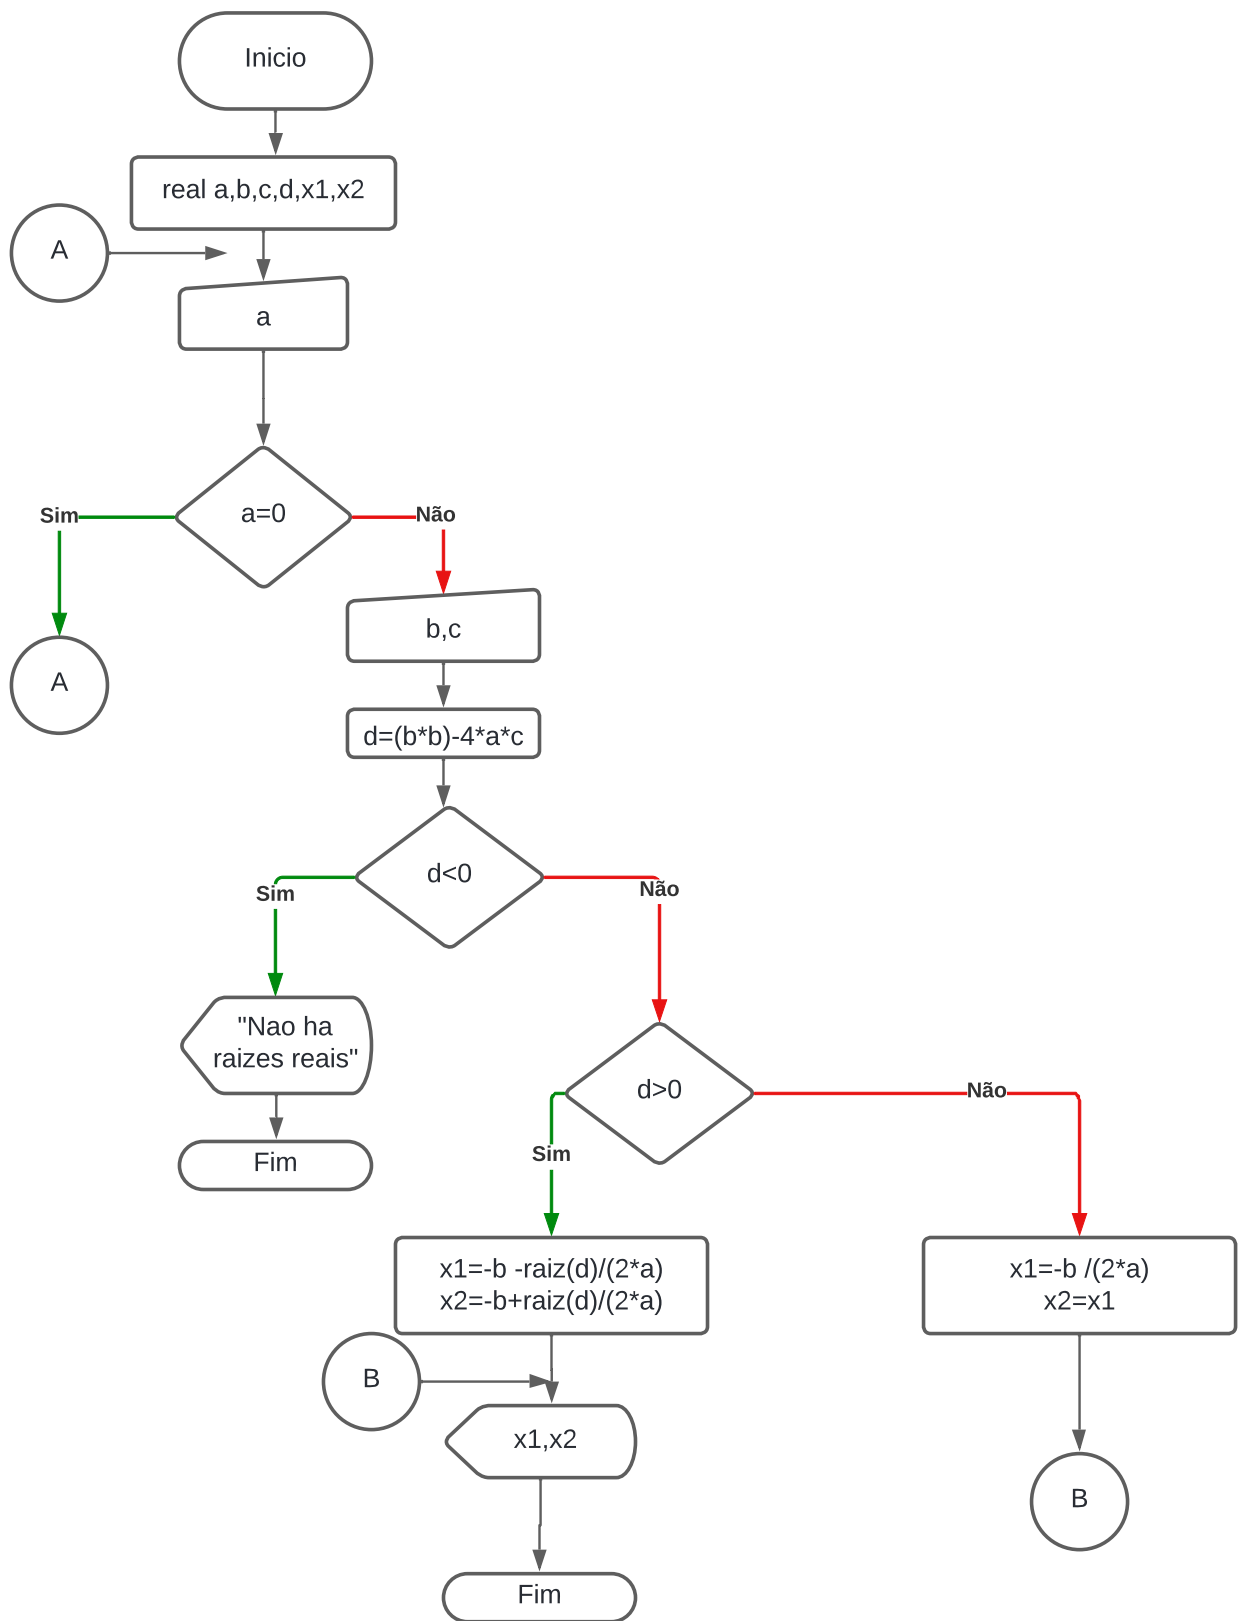 Inicio
real a,b,c,d,x1,x2
A
a
a=0
Sim
Não
b,c
A
d=(b*b)-4*a*c
d<0
Sim
Não
"Nao ha
raizes reais"
d>0
Não
Sim
Fim
x1=-b -raiz(d)/(2*a)
x2=-b+raiz(d)/(2*a)
x1=-b /(2*a)
x2=x1
B
x1,x2
B
Fim